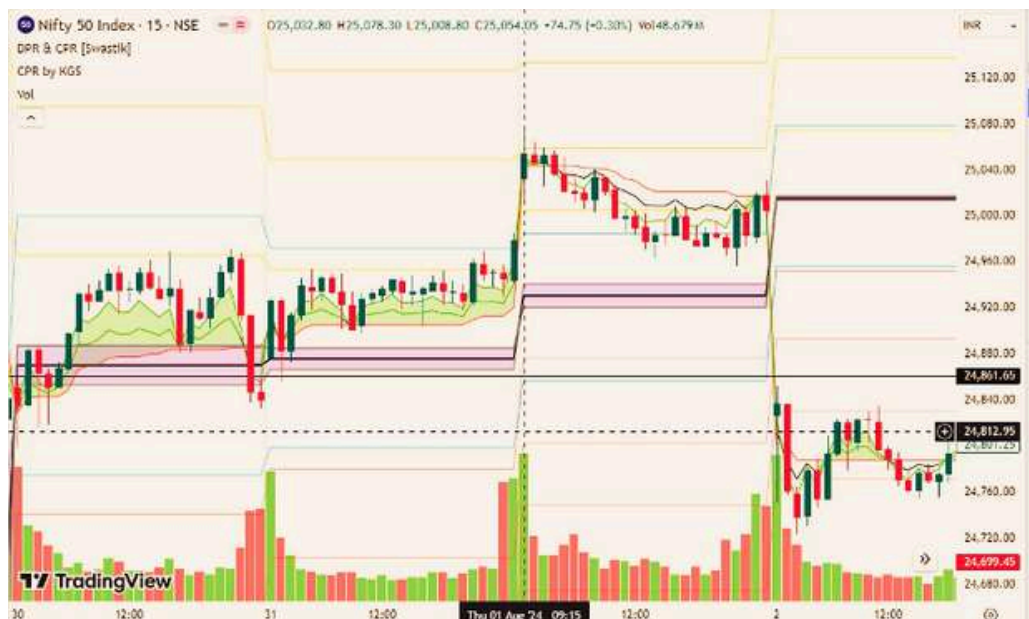 Nifty 50 Index · 15 · NSE
O25,032.80 H25,078.30 L25,008.80 C25,054.05 +74.75 (+0.30%) Vol48.679M
INR
DPR & CPR [Swastik]
CPR by KGS
Vol
25,120.00
25,080.00
25,040.00
25,000.00
24,960.00
24,920.00
24,880.00
24,861.65
24,840.00
24,812.95
24,801.25
24,760.00
24,720.00
24,699.45
24,680.00
TradingView
30
12:00
31
12:00
Thu 01 Aug '24 09:15
12:00
2
12:00